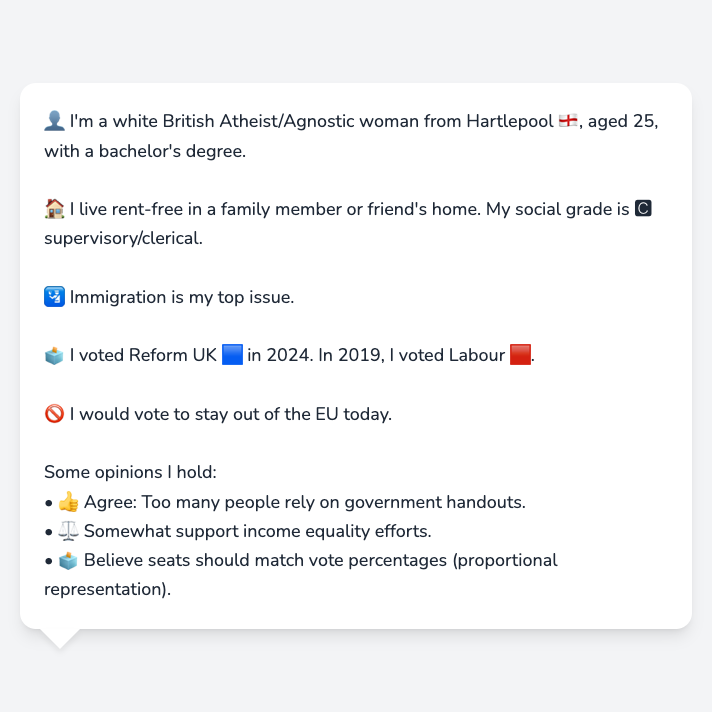 👤 I'm a white British Atheist/Agnostic woman from Hartlepool 🏴󠁧󠁢󠁥󠁮󠁧󠁿, aged 25,
with a bachelor's degree.
🏠 I live rent-free in a family member or friend's home. My social grade is 🅲
supervisory/clerical.
🛂 Immigration is my top issue.
🗳️ I voted Reform UK 🟦 in 2024. In 2019, I voted Labour 🟥.
🚫 I would vote to stay out of the EU today.
Some opinions I hold:
• 👍 Agree: Too many people rely on government handouts.
• ⚖️ Somewhat support income equality efforts.
• 🗳️ Believe seats should match vote percentages (proportional
representation).